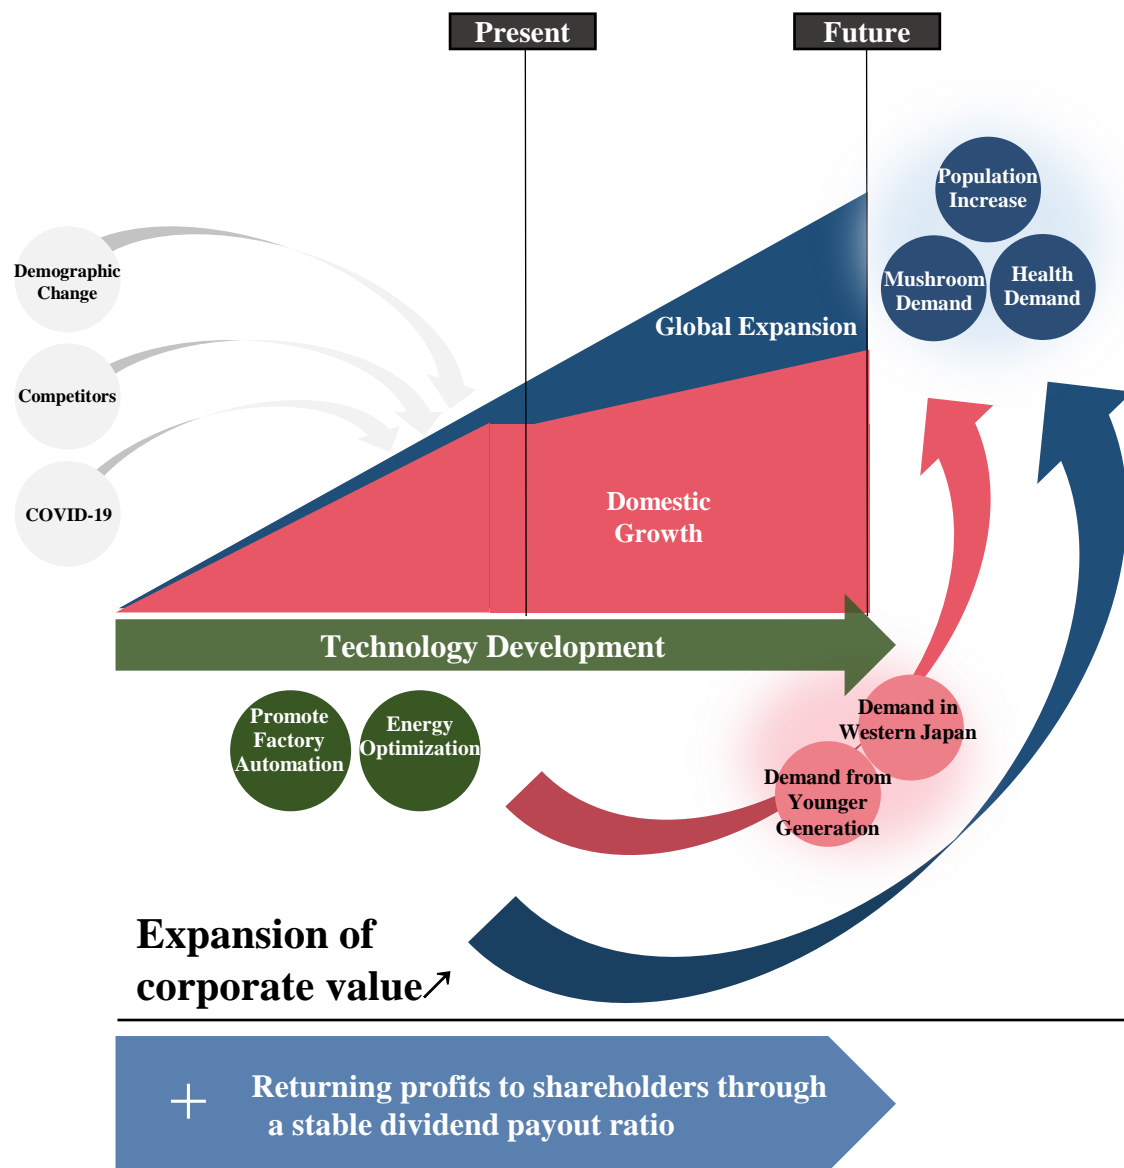 Present
Future
Population
Increase
Mushroom
Demand
Health
Demand
Demographic
Change
Competitors
COVID-19
Global Expansion
Domestic
Growth
Technology Development
Promote
Factory
Automation
Energy
Optimization
Demand in
Western Japan
Demand from
Younger
Generation
Expansion of
corporate value↗
+
Returning profits to shareholders through
a stable dividend payout ratio